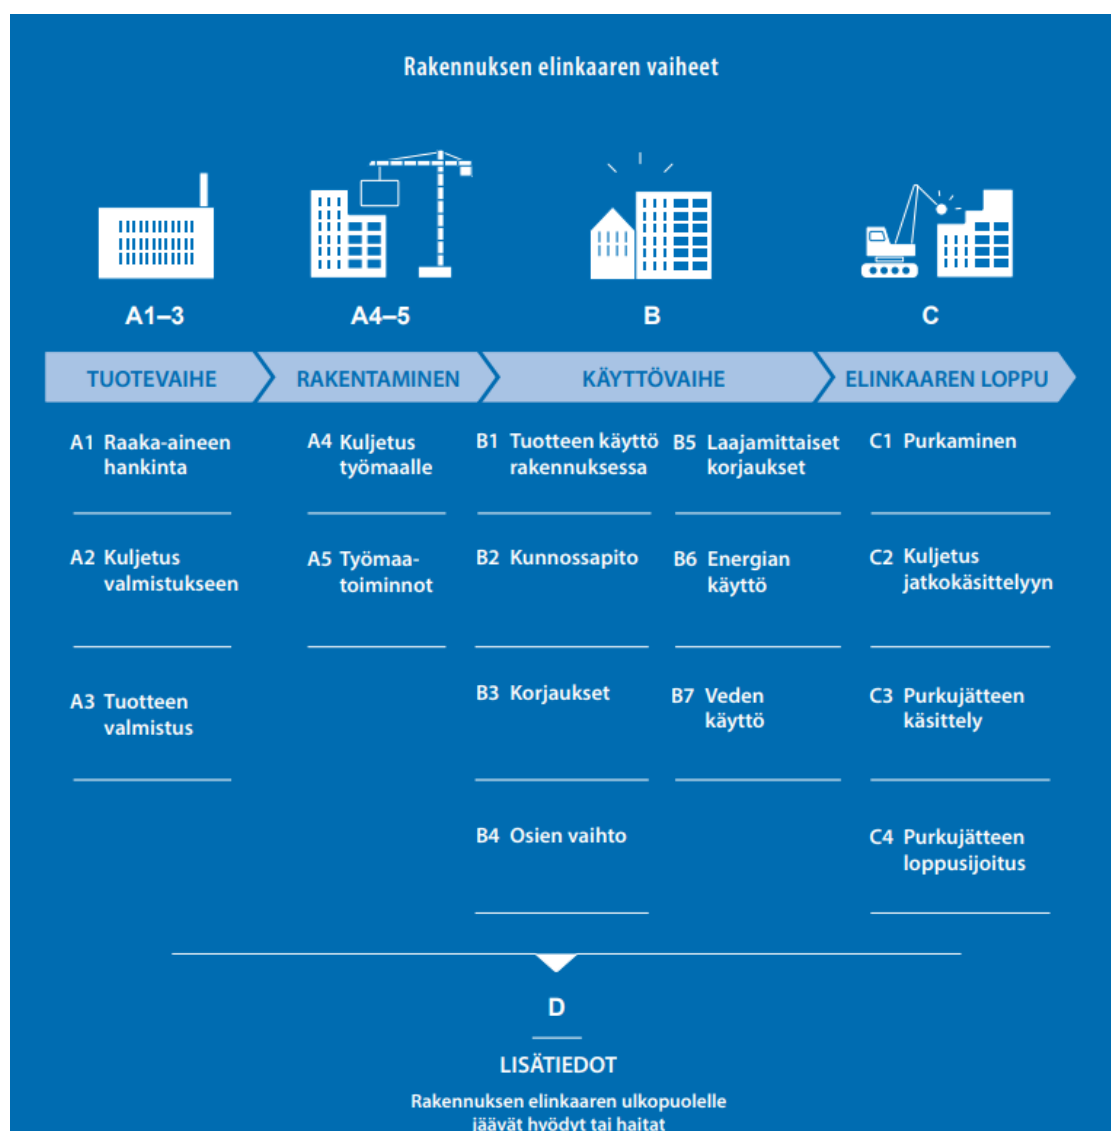 Rakennuksen elinkaaren vaiheet
A1–3
A4–5
B
C
TUOTEVAIHE
RAKENTAMINEN
KÄYTTÖVAIHE
ELINKAAREN LOPPU
A1 Raaka-aineen
hankinta
A2 Kuljetus
valmistukseen
A3 Tuotteen
valmistus
A4 Kuljetus
työmaalle
A5 Työmaa-
toiminnot
B1 Tuotteen käyttö
rakennuksessa
B2 Kunnossapito
B3 Korjaukset
B4 Osien vaihto
B5 Laajamittaiset
korjaukset
B6 Energian
käyttö
B7 Veden
käyttö
C1 Purkaminen
C2 Kuljetus
jatkokäsittelyyn
C3 Purkujätteen
käsittely
C4 Purkujätteen
loppusijoitus
D
LISÄTIEDOT
Rakennuksen elinkaaren ulkopuolelle
jäävät hyödyt tai haitat